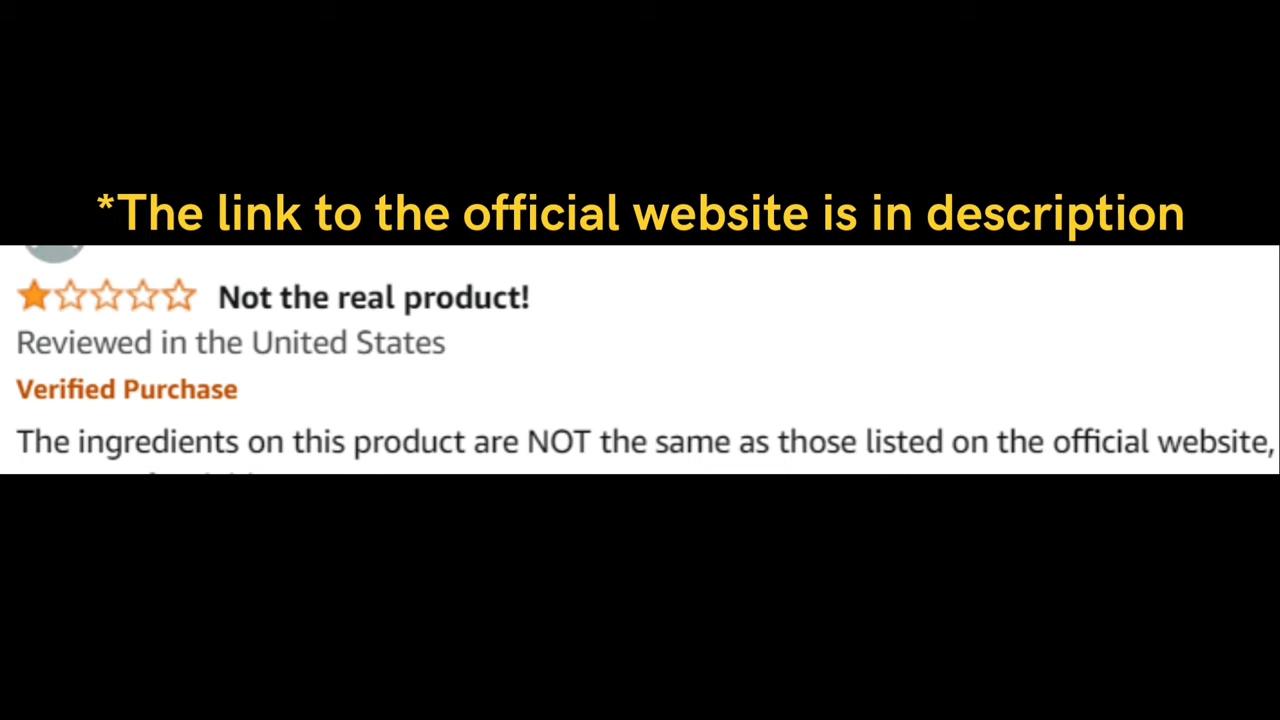 *The link to the official website is in description
Not the real product!
Reviewed in the United States
Verified Purchase
The ingredients on this product are NOT the same as those listed on the official website,